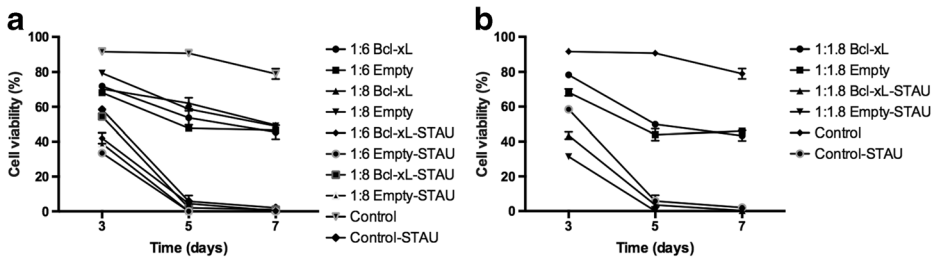 a
100
80
60
40
20
0
Cell viability (%)
3 5 7
Time (days)
1:6 Bcl-xL
1:6 Empty
1:8 Bcl-xL
1:8 Empty
1:6 Bcl-xL-STAU
1:6 Empty-STAU
1:8 Bcl-xL-STAU
1:8 Empty-STAU
Control
Control-STAU
b
100
80
60
40
20
0
Cell viability (%)
3 5 7
Time (days)
1:1.8 Bcl-xL
1:1.8 Empty
1:1.8 Bcl-xL-STAU
1:1.8 Empty-STAU
Control
Control-STAU